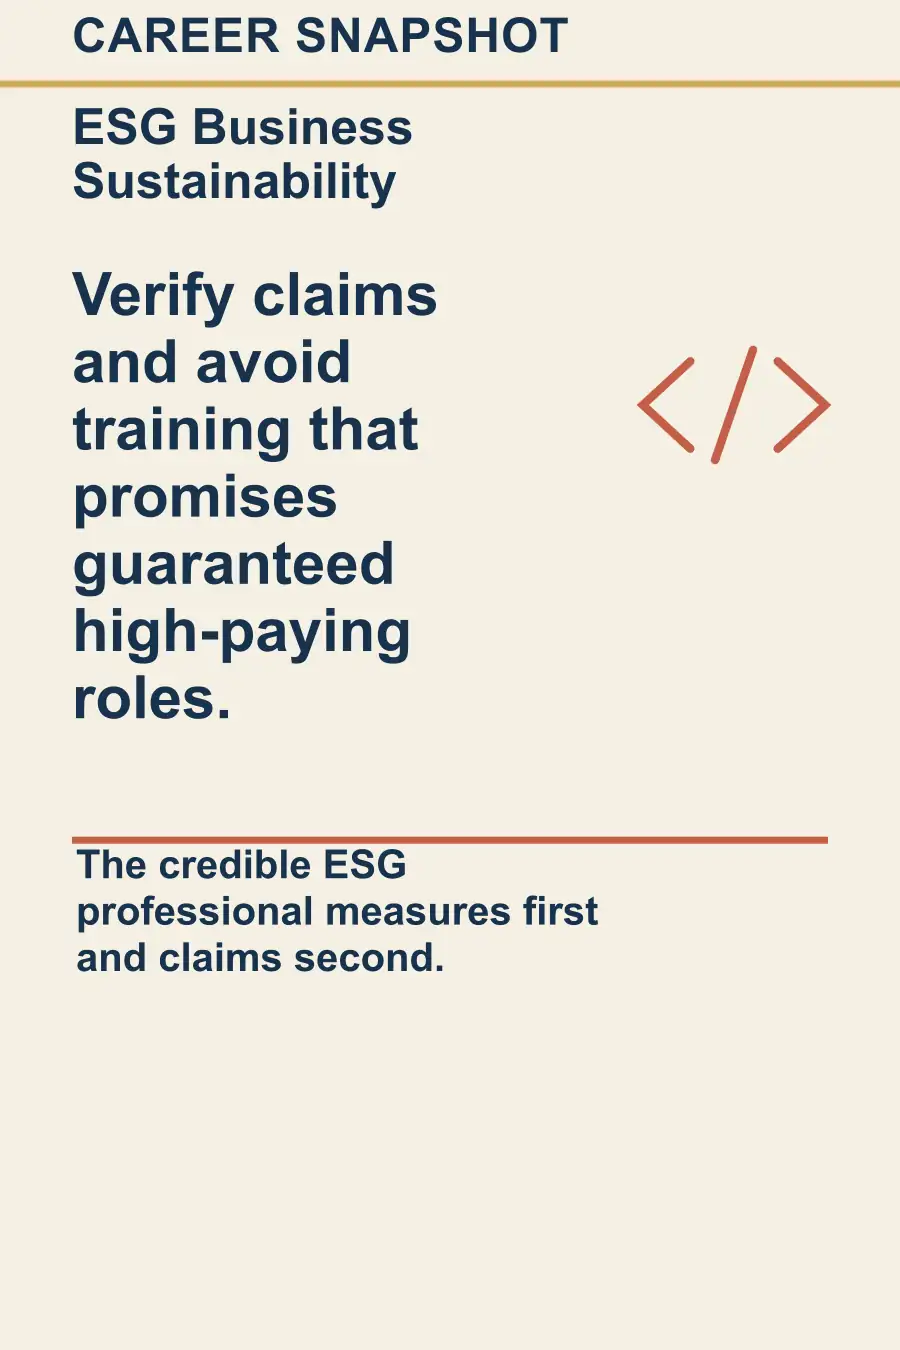 CAREER SNAPSHOT
ESG Business
Sustainability
Verify claims
and avoid
training that
promises
guaranteed
high-paying
roles.
</>
The credible ESG
professional measures first
and claims second.